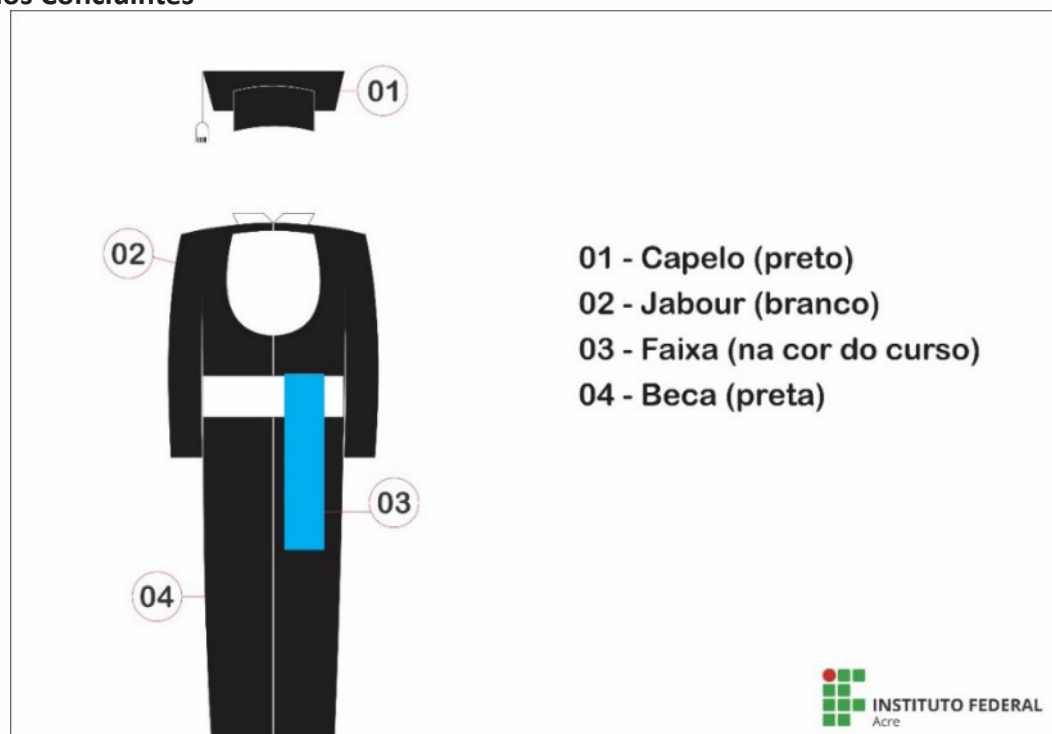 01
02
03
04
01 - Capelo (preto)
02 - Jabour (branco)
03 - Faixa (na cor do curso)
04 - Beca (preta)
INSTITUTO FEDERAL
Acre